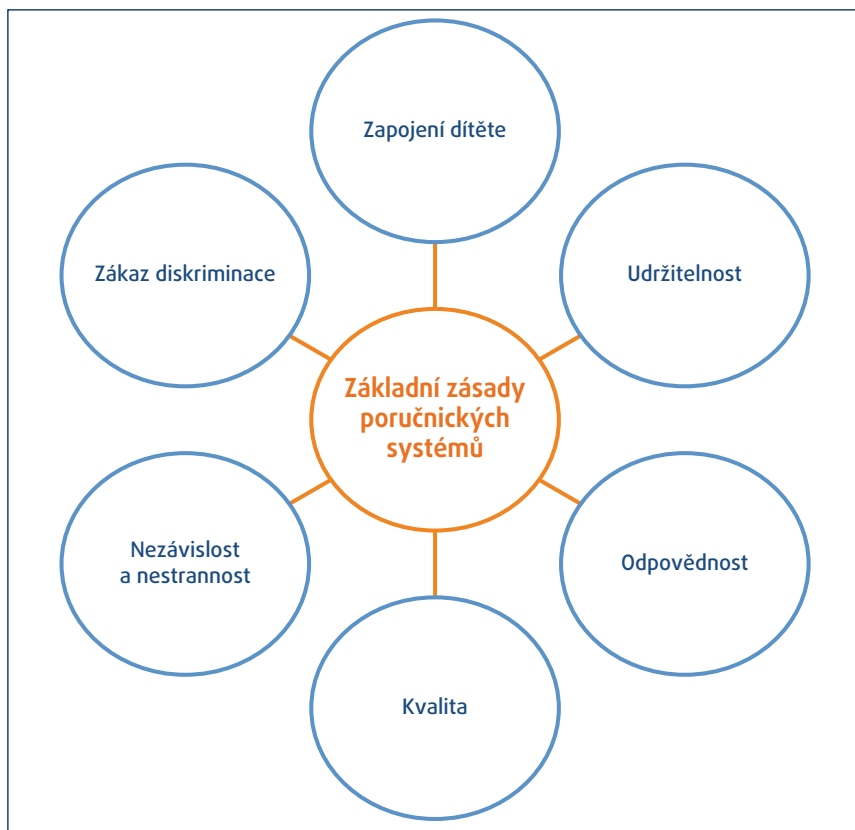 Zapojení dítěte
Zákaz diskriminace
Udržitelnost
Základní zásady
poručnických
systémů
Nezávislost
a nestrannost
Odpovědnost
Kvalita